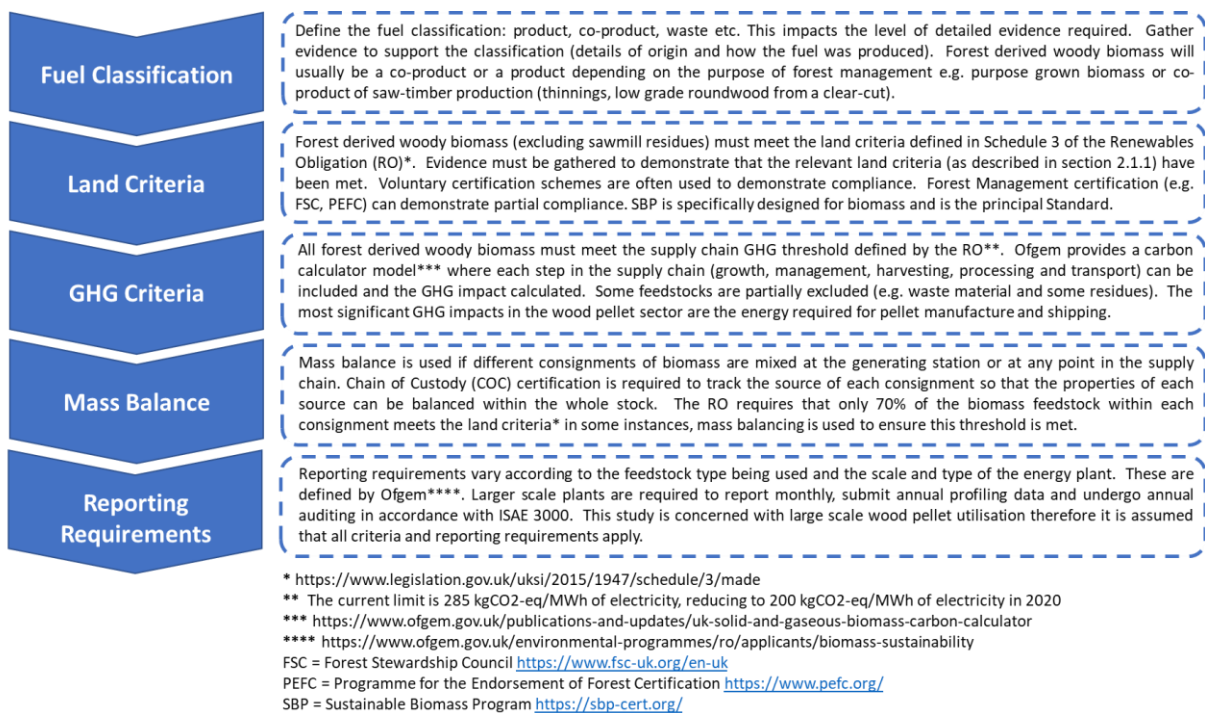 Fuel Classification
Define the fuel classification: product, co-product, waste etc. This impacts the level of detailed evidence required. Gather
evidence to support the classification (details of origin and how the fuel was produced). Forest derived woody biomass will
usually be a co-product or a product depending on the purpose of forest management e.g. purpose grown biomass or co-
product of saw-timber production (thinnings, low grade roundwood from a clear-cut).
Land Criteria
Forest derived woody biomass (excluding sawmill residues) must meet the land criteria defined in Schedule 3 of the Renewables
Obligation (RO)*. Evidence must be gathered to demonstrate that the relevant land criteria (as described in section 2.1.1) have
been met. Voluntary certification schemes are often used to demonstrate compliance. Forest Management certification (e.g.
FSC, PEFC) can demonstrate partial compliance. SBP is specifically designed for biomass and is the principal Standard.
GHG Criteria
All forest derived woody biomass must meet the supply chain GHG threshold defined by the RO**. Ofgem provides a carbon
calculator model*** where each step in the supply chain (growth, management, harvesting, processing and transport) can be
included and the GHG impact calculated. Some feedstocks are partially excluded (e.g. waste material and some residues). The
most significant GHG impacts in the wood pellet sector are the energy required for pellet manufacture and shipping.
Mass Balance
Mass balance is used if different consignments of biomass are mixed at the generating station or at any point in the supply
chain. Chain of Custody (COC) certification is required to track the source of each consignment so that the properties of each
source can be balanced within the whole stock. The RO requires that only 70% of the biomass feedstock within each
consignment meets the land criteria* in some instances, mass balancing is used to ensure this threshold is met.
Reporting
Requirements
Reporting requirements vary according to the feedstock type being used and the scale and type of the energy plant. These are
defined by Ofgem****. Larger scale plants are required to report monthly, submit annual profiling data and undergo annual
auditing in accordance with ISAE 3000. This study is concerned with large scale wood pellet utilisation therefore it is assumed
that all criteria and reporting requirements apply.
* https://www.legislation.gov.uk/uksi/2015/1947/schedule/3/made
** The current limit is 285 kgCO2-eq/MWh of electricity, reducing to 200 kgCO2-eq/MWh of electricity in 2020
*** https://www.ofgem.gov.uk/publications-and-updates/uk-solid-and-gaseous-biomass-carbon-calculator
**** https://www.ofgem.gov.uk/environmental-programmes/ro/applicants/biomass-sustainability
FSC = Forest Stewardship Council https://www.fsc-uk.org/en-uk
PEFC = Programme for the Endorsement of Forest Certification https://www.pefc.org/
SBP = Sustainable Biomass Program https://sbp-cert.org/